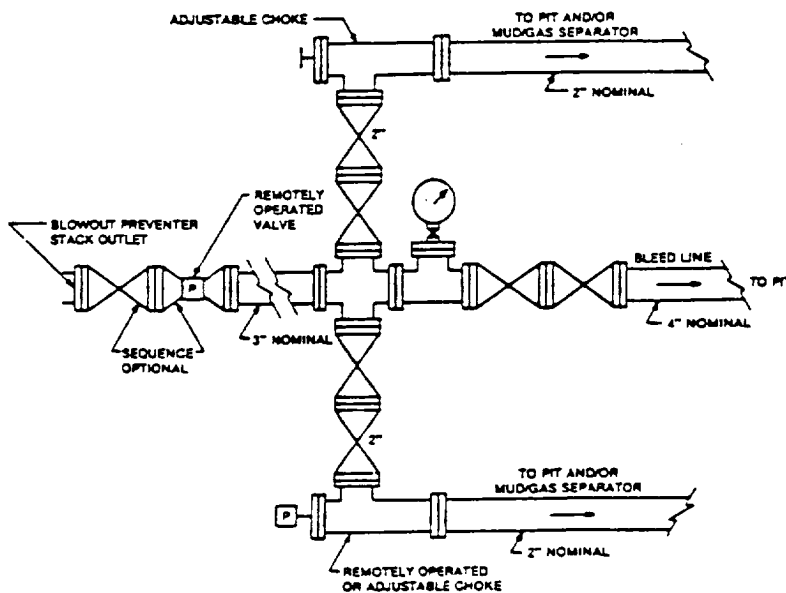 ADJUSTABLE CHOKE
TO PIT AND/OR
MUD/GAS SEPARATOR
2" NOMINAL
2"
REMOTELY
OPERATED
VALVE
BLOWOUT PREVENTER
STACK OUTLET
P
BLEED LINE
TO PIT
4" NOMINAL
3" NOMINAL
SEQUENCE
OPTIONAL
2"
TO PIT AND/OR
MUD/GAS SEPARATOR
P
2" NOMINAL
REMOTELY OPERATED
OR ADJUSTABLE CHOKE